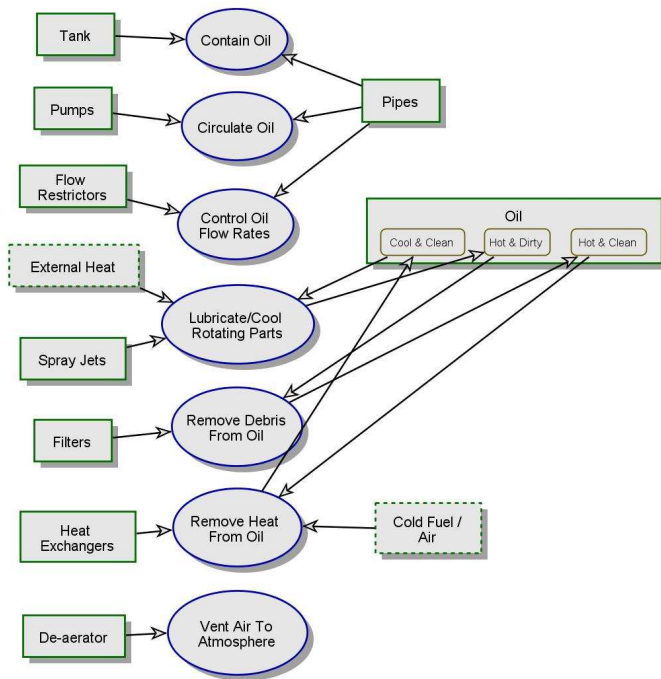 Tank
Contain Oil
Pumps
Circulate Oil
Pipes
Flow
Restrictors
Control Oil
Flow Rates
Oil
Cool & Clean
Hot & Dirty
Hot & Clean
External Heat
Lubricate/Cool
Rotating Parts
Spray Jets
Filters
Remove Debris
From Oil
Heat
Exchangers
Remove Heat
From Oil
Cold Fuel /
Air
De-aerator
Vent Air To
Atmosphere